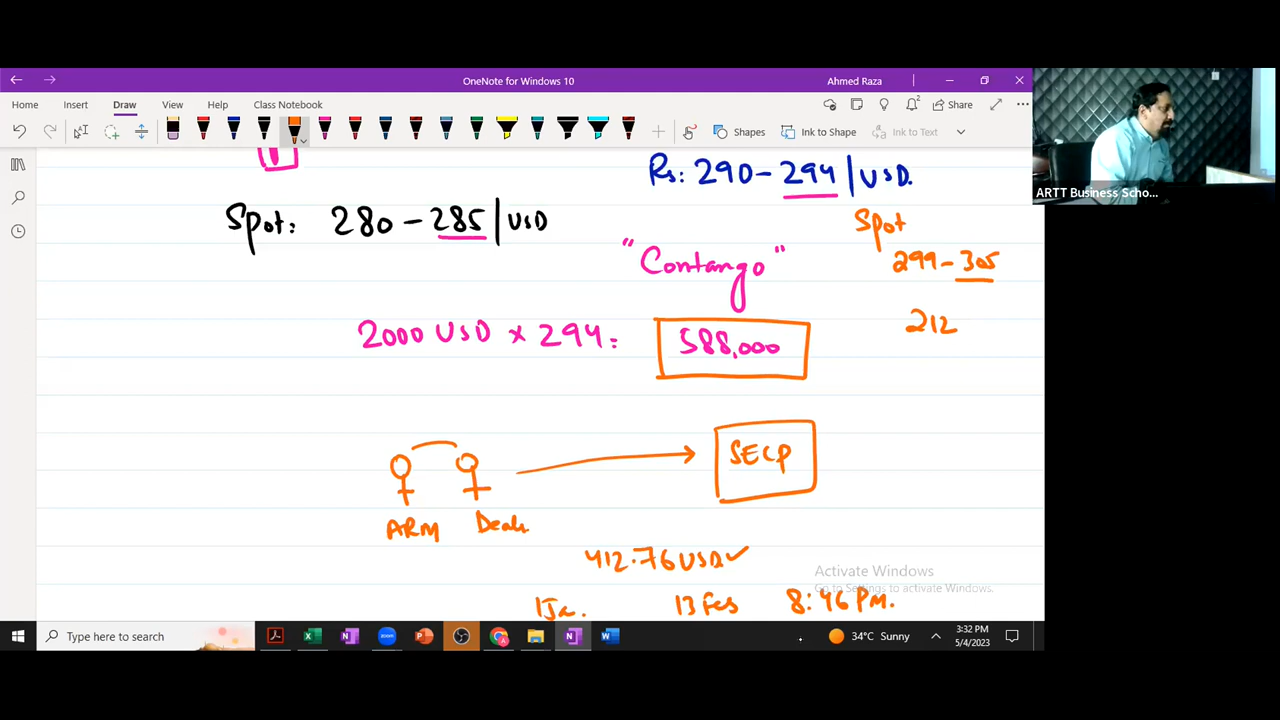 OneNote for Windows 10
Ahmed Raza
Home Insert Draw View Help Class Notebook Share
Shapes Ink to Shape Ink to Text
ARTT Business Scho...
Rs: 290 - 294 | USD.
Spot: 280 - 285 | USD
Spot
299 - 305
"Contango"
212
2000 USD × 294 = 588,000
SECP
ARM
412.76 USD ✓
Activate Windows
Go to Settings to activate Windows.
13 Feb 8:46 PM.
Type here to search
34°C Sunny
3:32 PM
5/4/2023